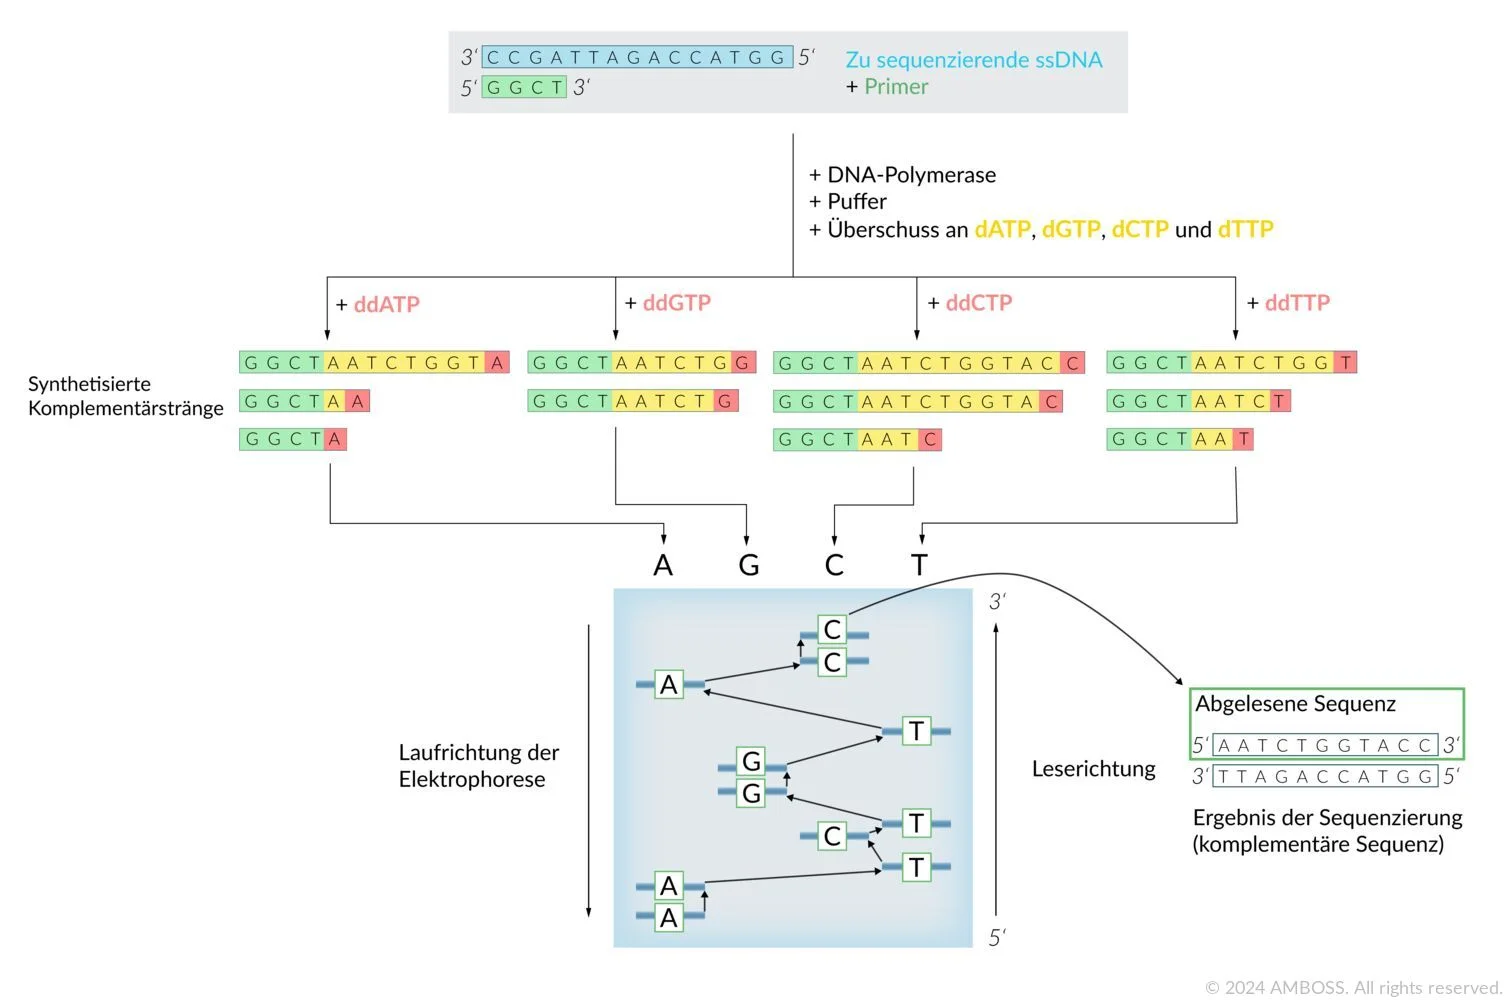 3‘ C C G A T T A G A C C A T G G 5‘
Zu sequenzierende ssDNA
5‘ G G C T 3‘
+ Primer
+ DNA-Polymerase
+ Puffer
+ Überschuss an dATP, dGTP, dCTP und dTTP
+ ddATP
+ ddGTP
+ ddCTP
+ ddTTP
Synthetisierte
Komplementärstränge
G G C T A A T C T G G T A
G G C T A A T C T G G
G G C T A A T C T G G T A C C
G G C T A A T C T G G T
G G C T A A
G G C T A A T C T G
G G C T A A T C T G G T A C
G G C T A A T C T
G G C T A
G G C T A A T C
G G C T A A T
A G C T
3‘
C
C
A
T
G
G
T
C
T
A
A
5‘
Laufrichtung der
Elektrophorese
Leserichtung
Abgelesene Sequenz
5‘ A A T C T G G T A C C 3‘
3‘ T T A G A C C A T G G 5‘
Ergebnis der Sequenzierung
(komplementäre Sequenz)
© 2024 AMBOSS. All rights reserved.